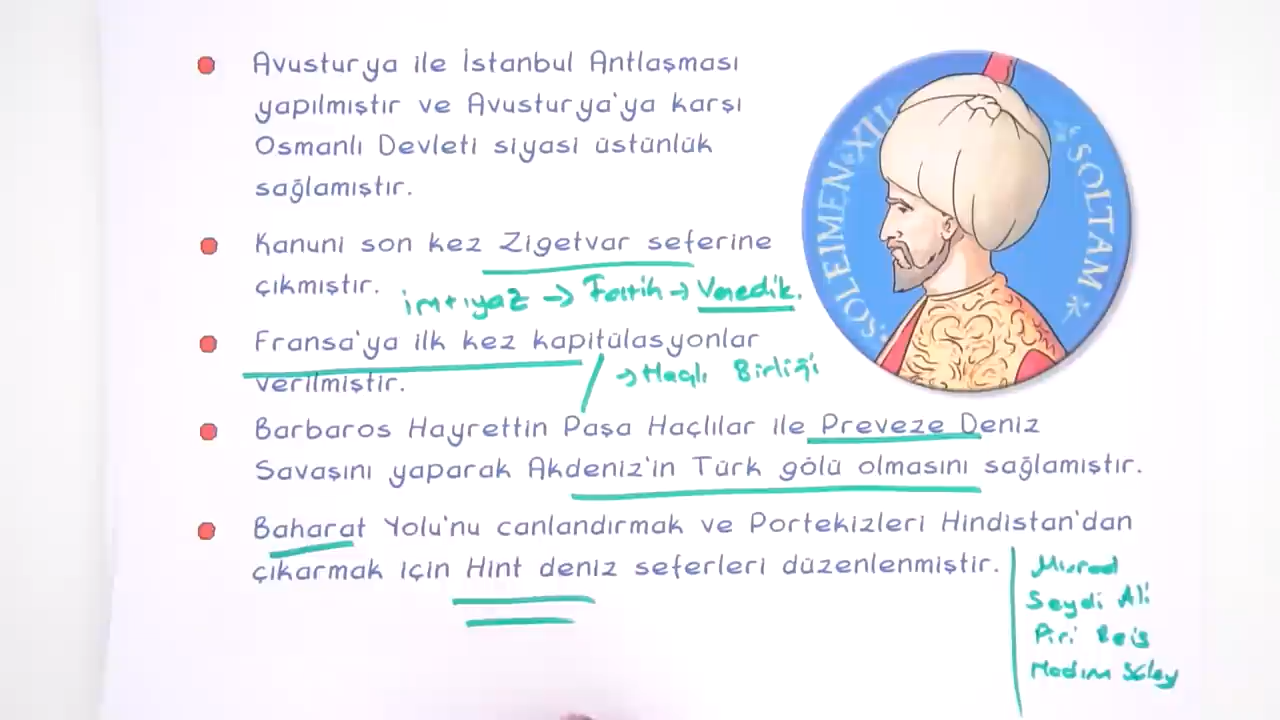 Avusturya ile İstanbul Antlaşması
yapılmıştır ve Avusturya'ya karşı
Osmanlı Devleti siyasi üstünlük
sağlamıştır.
Kanuni son kez Zigetvar seferine
çıkmıştır.
imtiyaz → Fatih → Venedik.
Fransa'ya ilk kez kapitülasyonlar
verilmiştir.
→ Haçlı Birliği
Barbaros Hayrettin Paşa Haçlılar ile Preveze Deniz
Savaşını yaparak Akdeniz'in Türk gölü olmasını sağlamıştır.
Baharat Yolu'nu canlandırmak ve Portekizleri Hindistan'dan
çıkarmak için Hint deniz seferleri düzenlenmiştir.
Murad
Seydi Ali
Piri Reis
Hadım Süley
SOLEIMEN XIII
SOLTAM